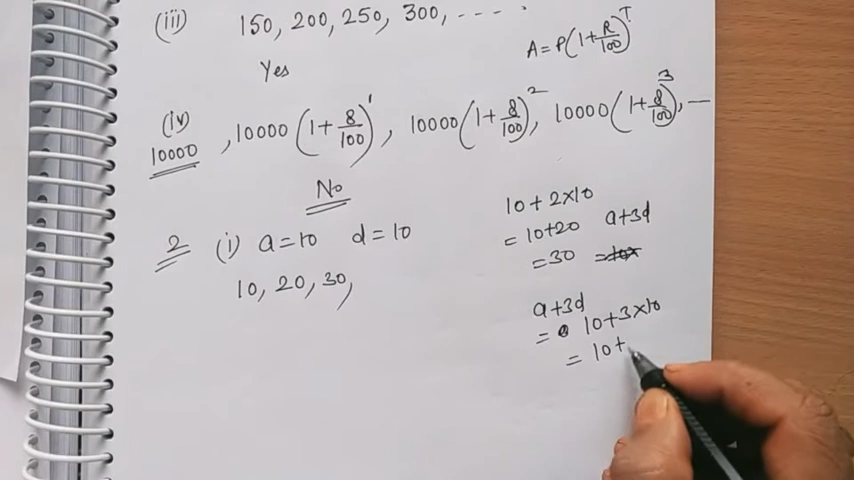 (iii) 150, 200, 250, 300, ----.
A = P(1+R/100)^T
Yes
(iv) 10000, 10000(1+8/100)^1, 10000(1+8/100)^2, 10000(1+8/100)^3, —
No
2 (i) a=10 d=10
10, 20, 30,
10+2×10
=10+20 a+3d
=30
a+3d
= 10+3×10
= 10+